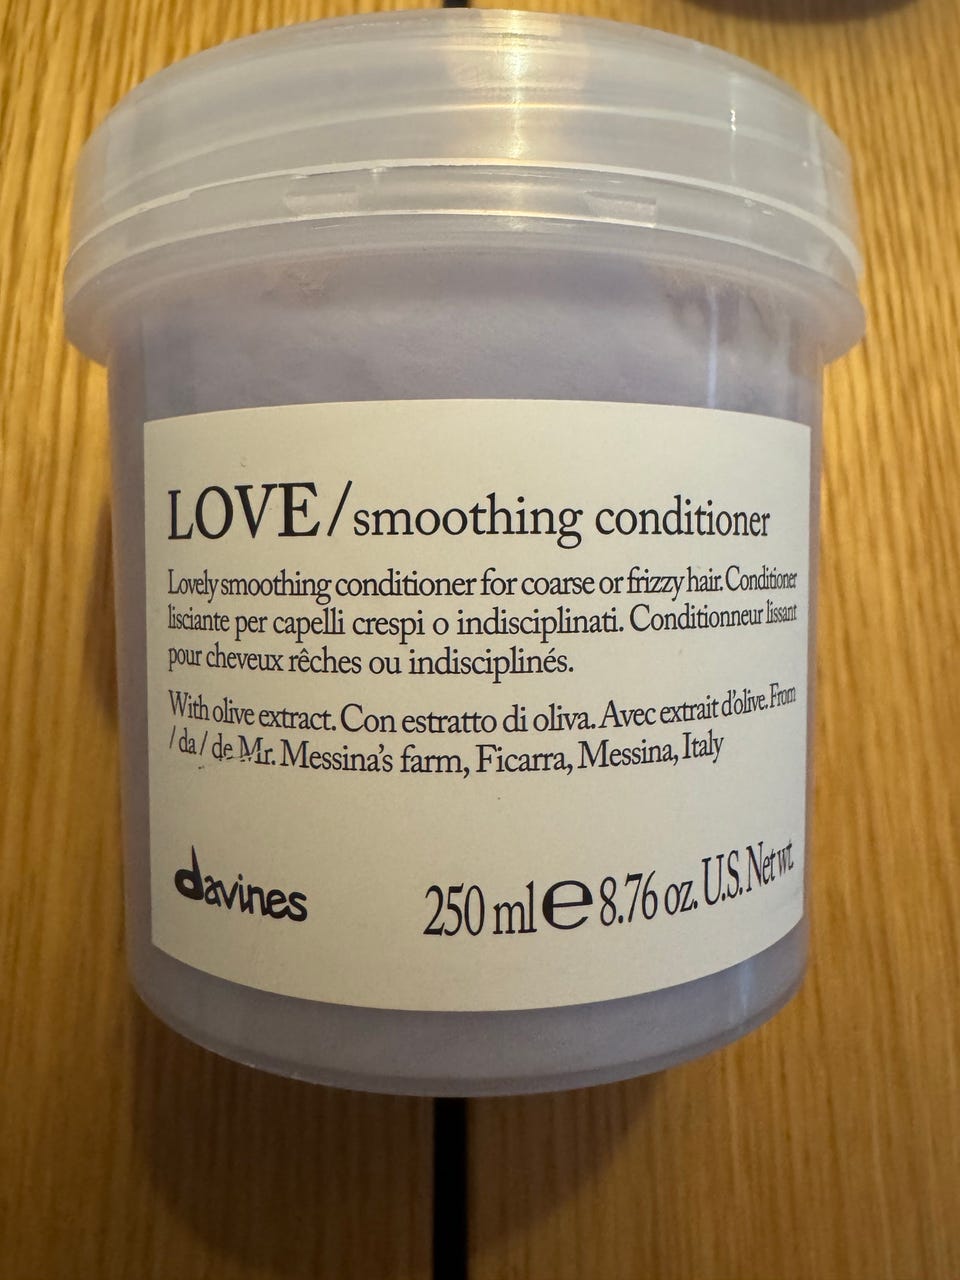 LOVE/smoothing conditioner
Lovely smoothing conditioner for coarse or frizzy hair. Conditioner
lisciante per capelli crespi o indisciplinati. Conditionneur lissant
pour cheveux rêches ou indisciplinés.
With olive extract. Con estratto di oliva. Avec extrait d'olive. From
/ da / de Mr. Messina's farm, Ficarra, Messina, Italy
davines
250 ml ℮ 8.76 oz. U.S. Net wt